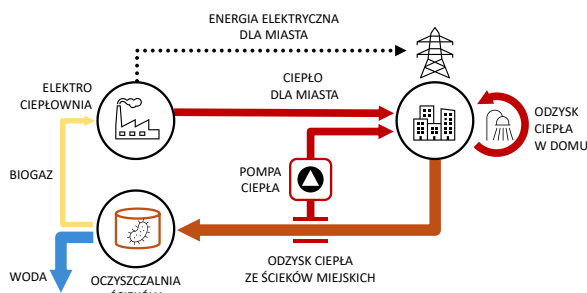 ENERGIA ELEKTRYCZNA
DLA MIASTA
ELEKTRO
CIEPŁOWNIA
CIEPŁO
DLA MIASTA
ODZYSK
CIEPŁA
W DOMU
POMPA
CIEPŁA
BIOGAZ
WODA
OCZYSZCZALNIA
ODZYSK CIEPŁA
ZE ŚCIEKÓW MIEJSKICH